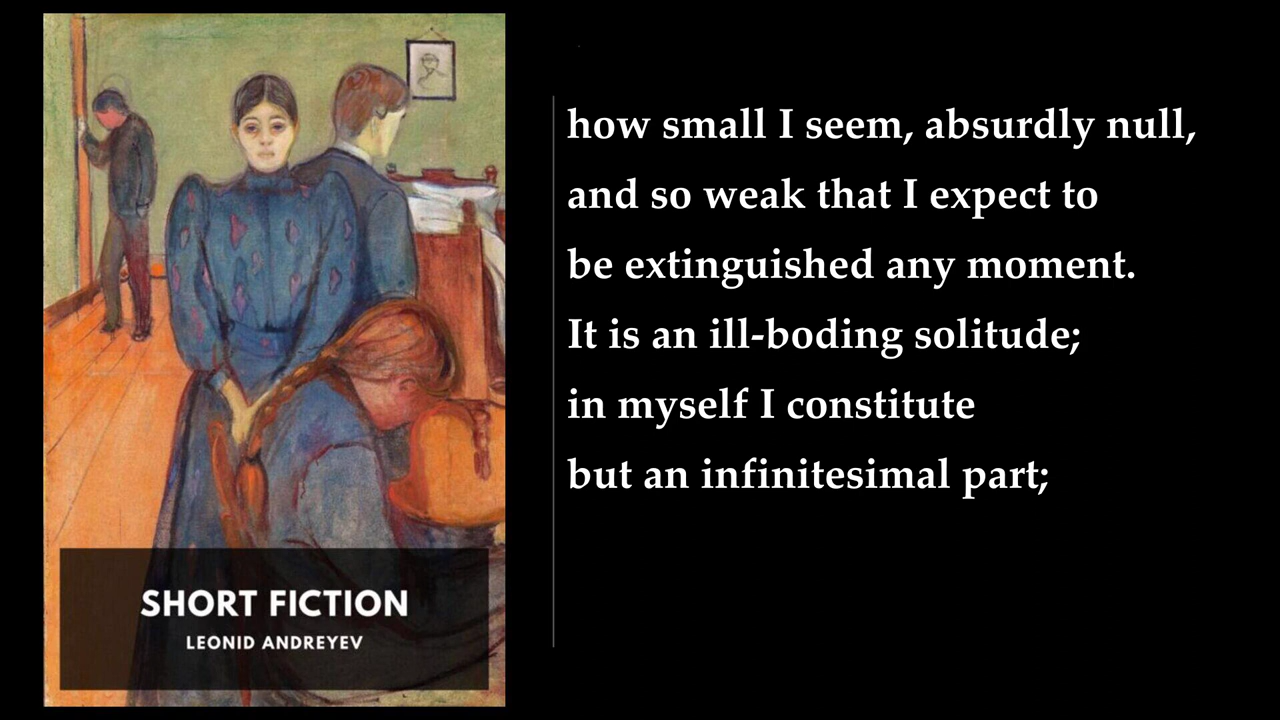 SHORT FICTION
LEONID ANDREYEV
how small I seem, absurdly null,
and so weak that I expect to
be extinguished any moment.
It is an ill-boding solitude;
in myself I constitute
but an infinitesimal part;